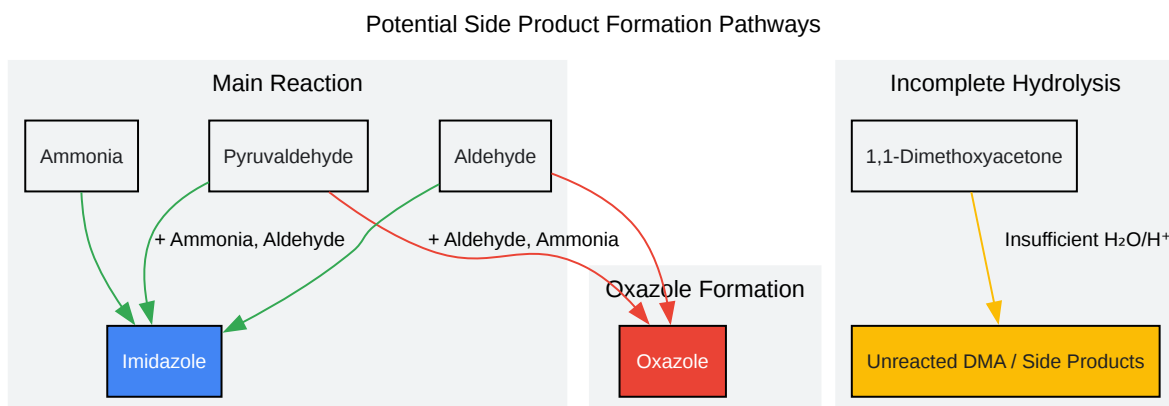 Potential Side Product Formation Pathways
Main Reaction
Incomplete Hydrolysis
Ammonia
Pyruvaldehyde
Aldehyde
1,1-Dimethoxyacetone
+ Ammonia, Aldehyde
+ Aldehyde, Ammonia
Insufficient H₂O/H⁺
Oxazole Formation
Imidazole
Oxazole
Unreacted DMA / Side Products